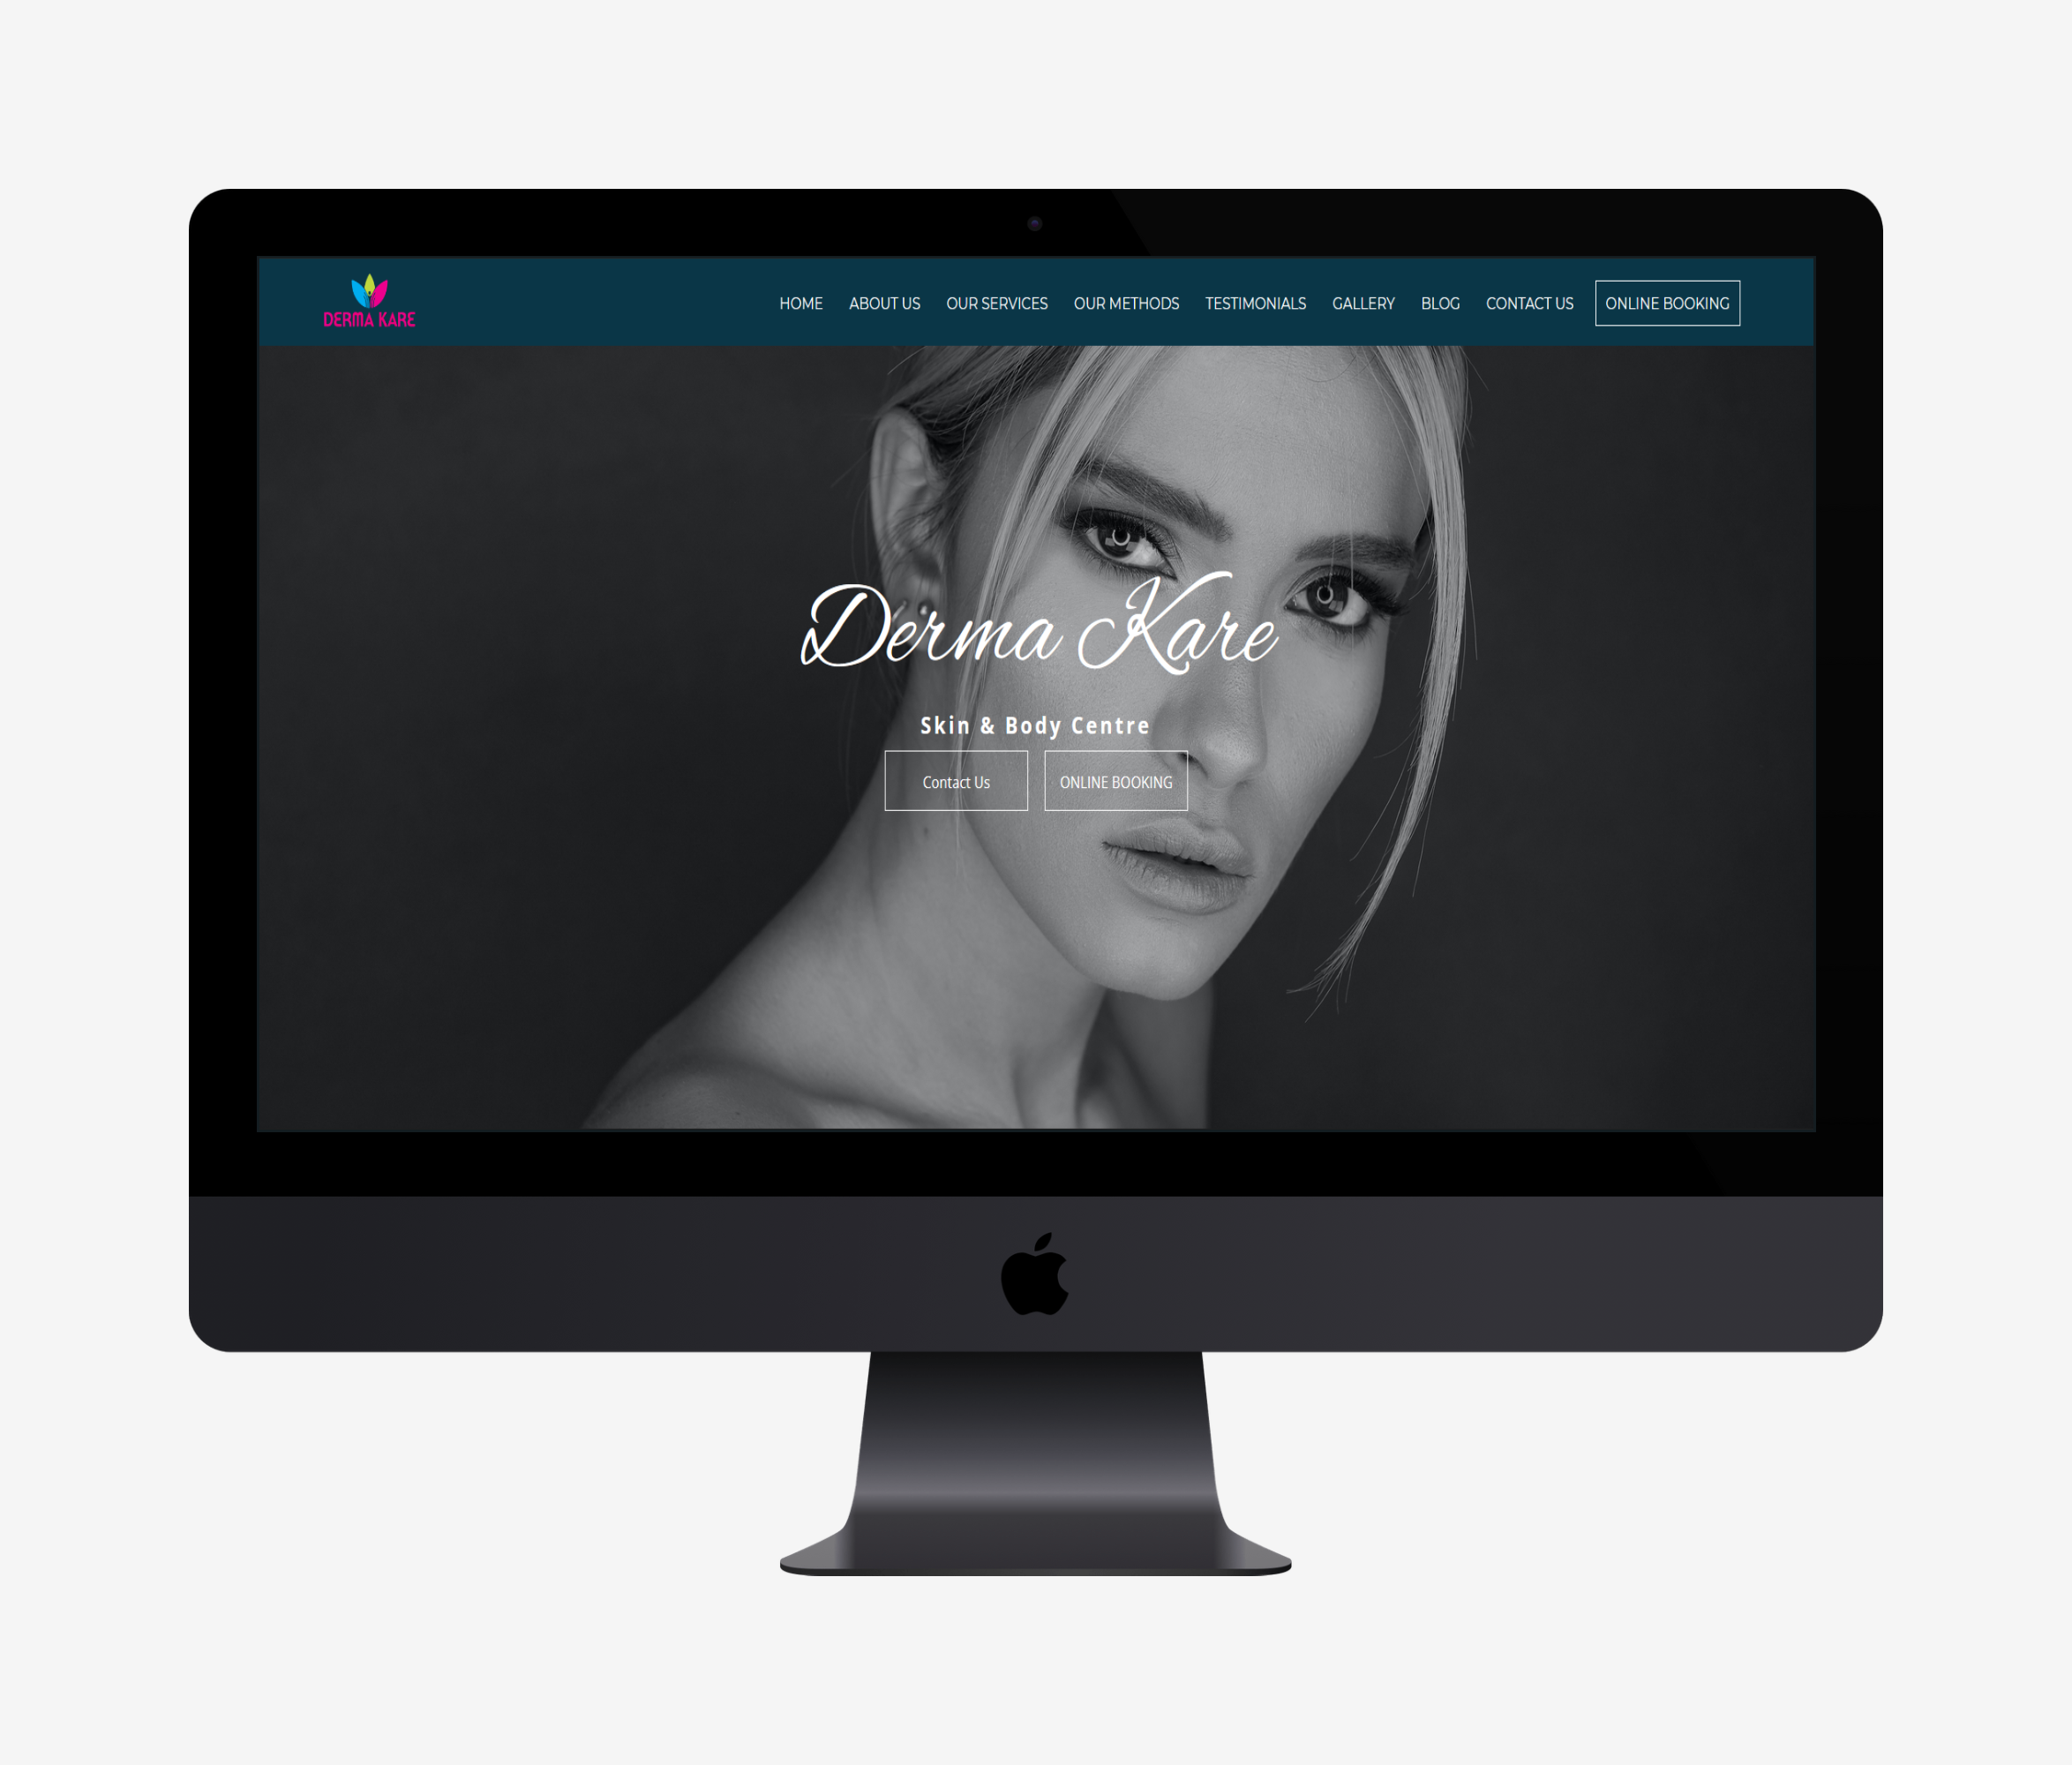 DERMA KARE
HOME ABOUT US OUR SERVICES OUR METHODS TESTIMONIALS GALLERY BLOG CONTACT US ONLINE BOOKING
Derma Kare
Skin & Body Centre
Contact Us ONLINE BOOKING